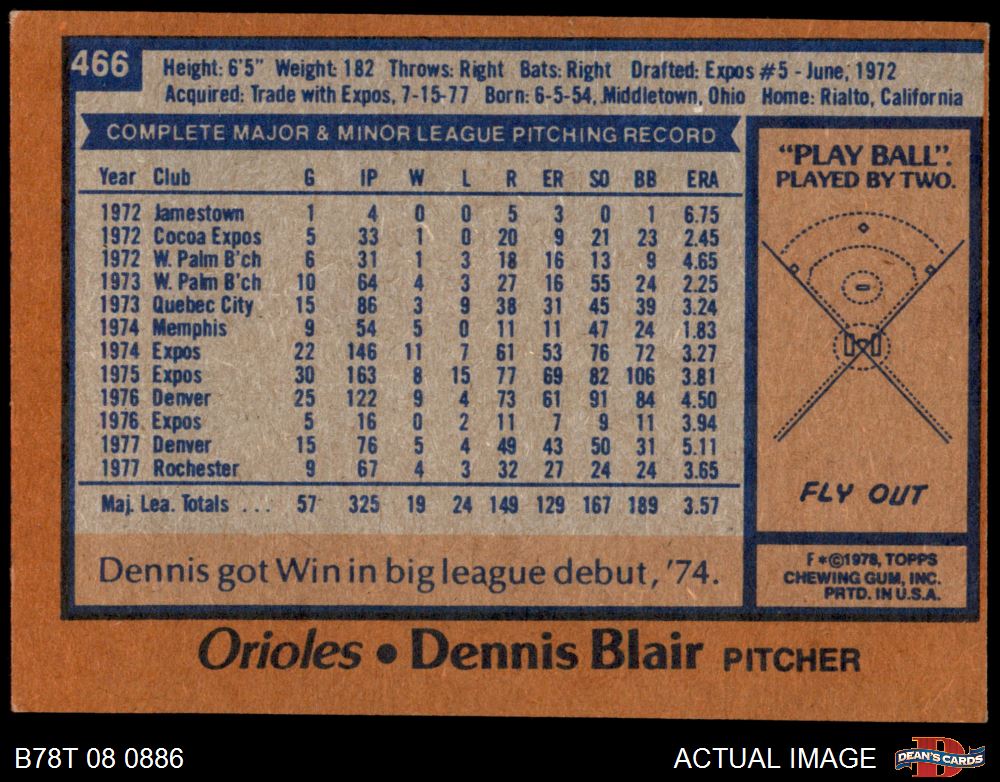 466
Height: 6'5" Weight: 182 Throws: Right Bats: Right Drafted: Expos #5 - June, 1972
Acquired: Trade with Expos, 7-15-77 Born: 6-5-54, Middletown, Ohio Home: Rialto, California
COMPLETE MAJOR & MINOR LEAGUE PITCHING RECORD
Year Club G IP W L R ER SO BB ERA
1972 Jamestown 1 4 0 0 5 3 0 1 6.75
1972 Cocoa Expos 5 33 1 0 20 9 21 23 2.45
1972 W. Palm B'ch 6 31 1 3 18 16 13 9 4.65
1973 W. Palm B'ch 10 64 4 3 27 16 55 24 2.25
1973 Quebec City 15 86 3 9 38 31 45 39 3.24
1974 Memphis 9 54 5 0 11 11 47 24 1.83
1974 Expos 22 146 11 7 61 53 76 72 3.27
1975 Expos 30 163 8 15 77 69 82 106 3.81
1976 Denver 25 122 9 4 73 61 91 84 4.50
1976 Expos 5 16 0 2 11 7 9 11 3.94
1977 Denver 15 76 5 4 49 43 50 31 5.11
1977 Rochester 9 67 4 3 32 27 24 24 3.65
Maj. Lea. Totals ... 57 325 19 24 149 129 167 189 3.57
Dennis got Win in big league debut, '74.
"PLAY BALL".
PLAYED BY TWO.
FLY OUT
F*©1978, TOPPS
CHEWING GUM, INC.
PRTD. IN U.S.A.
Orioles • Dennis Blair PITCHER
B78T 08 0886
ACTUAL IMAGE
D
DEAN'S CARDS